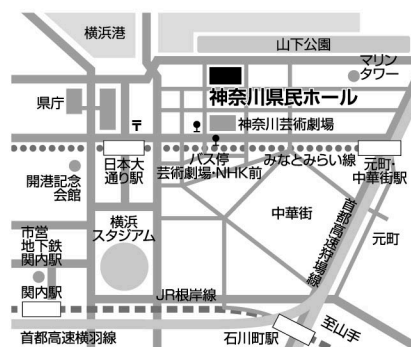 横浜港
山下公園
マリン
タワー
神奈川県民ホール
県庁
〒
神奈川芸術劇場
日本大
通り駅
バス停
芸術劇場・NHK前
みなとみらい線
元町・
中華街駅
開港記念
会館
横浜
スタジアム
中華街
首都高速狩場線
元町
市営
地下鉄
関内駅
関内駅
JR根岸線
首都高速横羽線
石川町駅
至山手